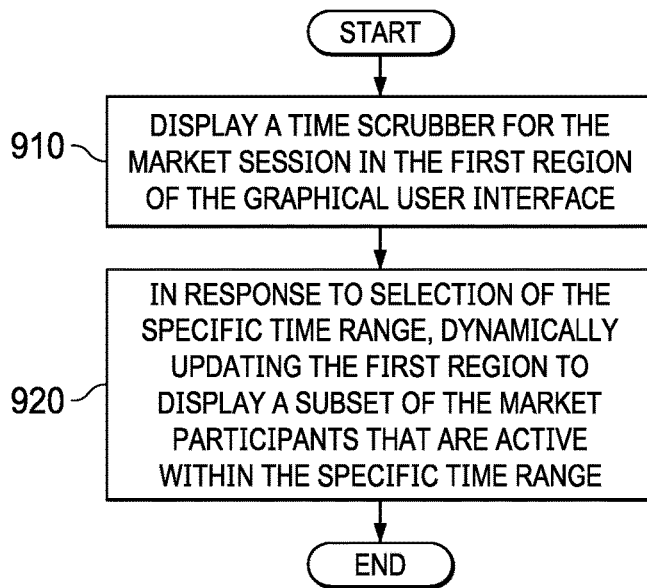 START
910
DISPLAY A TIME SCRUBBER FOR THE
MARKET SESSION IN THE FIRST REGION
OF THE GRAPHICAL USER INTERFACE
920
IN RESPONSE TO SELECTION OF THE
SPECIFIC TIME RANGE, DYNAMICALLY
UPDATING THE FIRST REGION TO
DISPLAY A SUBSET OF THE MARKET
PARTICIPANTS THAT ARE ACTIVE
WITHIN THE SPECIFIC TIME RANGE
END